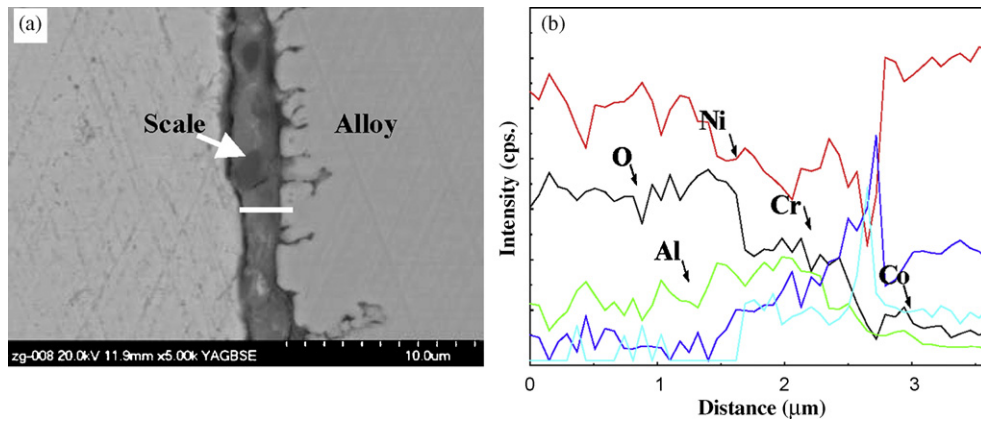 (a)
Scale
Alloy
zg-008 20.0kV 11.9mm x5.00k YAGBSE
10.0um
(b)
Intensity (cps.)
Ni
O
Cr
Al
Co
0
1
2
3
Distance (μm)